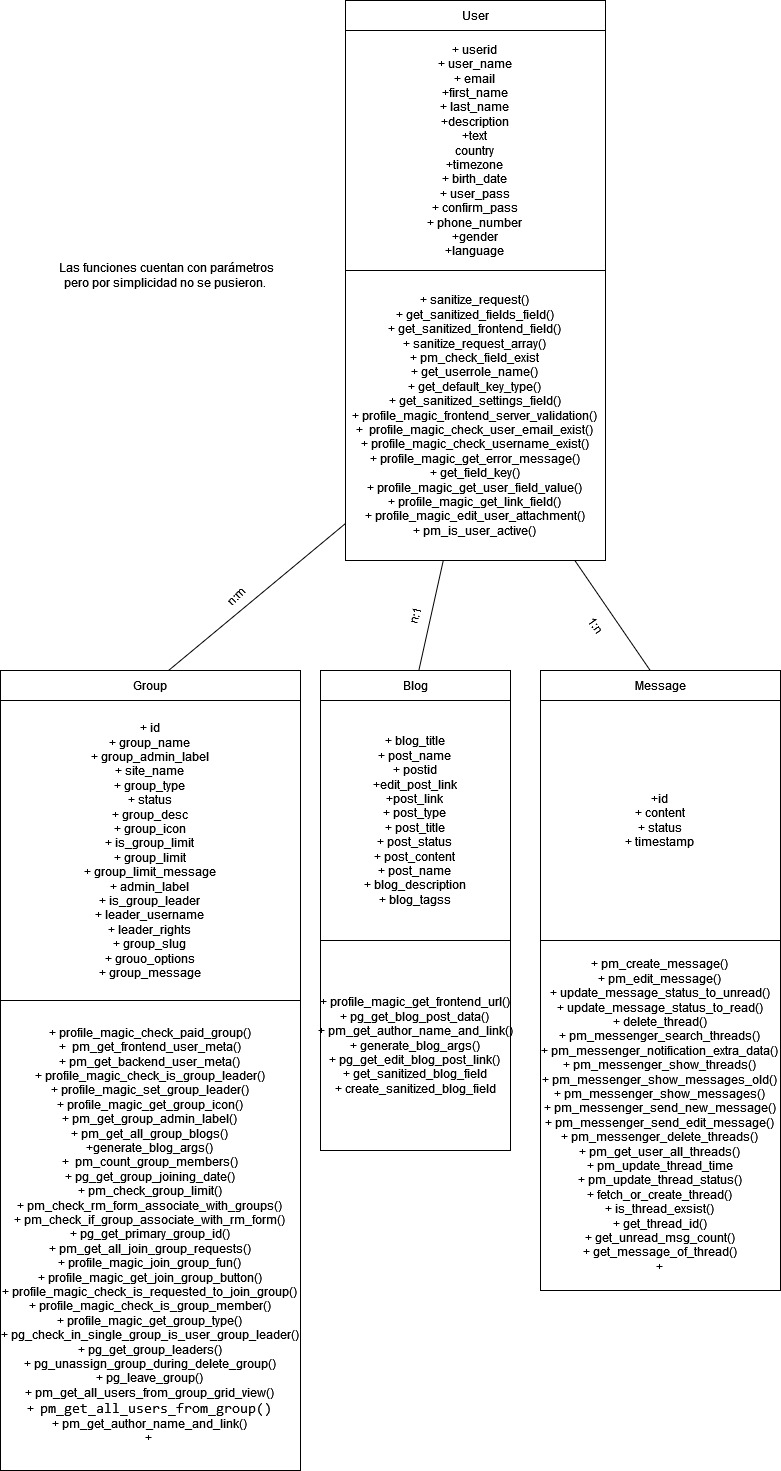 User
+ userid
+ user_name
+ email
+first_name
+ last_name
+description
+text
country
+timezone
+ birth_date
+ user_pass
+ confirm_pass
+ phone_number
+gender
+language
Las funciones cuentan con parámetros
pero por simplicidad no se pusieron.
+ sanitize_request()
+ get_sanitized_fields_field()
+ get_sanitized_frontend_field()
+ sanitize_request_array()
+ pm_check_field_exist
+ get_userrole_name()
+ get_default_key_type()
+ get_sanitized_settings_field()
+ profile_magic_frontend_server_validation()
+ profile_magic_check_user_email_exist()
+ profile_magic_check_username_exist()
+ profile_magic_get_error_message()
+ get_field_key()
+ profile_magic_get_user_field_value()
+ profile_magic_get_link_field()
+ profile_magic_edit_user_attachment()
+ pm_is_user_active()
n:m
n:1
1:n
Group
+ id
+ group_name
+ group_admin_label
+ site_name
+ group_type
+ status
+ group_desc
+ group_icon
+ is_group_limit
+ group_limit
+ group_limit_message
+ admin_label
+ is_group_leader
+ leader_username
+ leader_rights
+ group_slug
+ grouo_options
+ group_message
+ profile_magic_check_paid_group()
+ pm_get_frontend_user_meta()
+ pm_get_backend_user_meta()
+ profile_magic_check_is_group_leader()
+ profile_magic_set_group_leader()
+ profile_magic_get_group_icon()
+ pm_get_group_admin_label()
+ pm_get_all_group_blogs()
+generate_blog_args()
+ pm_count_group_members()
+ pg_get_group_joining_date()
+ pm_check_group_limit()
+ pm_check_rm_form_associate_with_groups()
+ pm_check_if_group_associate_with_rm_form()
+ pg_get_primary_group_id()
+ pm_get_all_join_group_requests()
+ profile_magic_join_group_fun()
+ profile_magic_get_join_group_button()
+ profile_magic_check_is_requested_to_join_group()
+ profile_magic_check_is_group_member()
+ profile_magic_get_group_type()
+ pg_check_in_single_group_is_user_group_leader()
+ pg_get_group_leaders()
+ pg_unassign_group_during_delete_group()
+ pg_leave_group()
+ pm_get_all_users_from_group_grid_view()
+ pm_get_all_users_from_group()
+ pm_get_author_name_and_link()
+
Blog
+ blog_title
+ post_name
+ postid
+edit_post_link
+post_link
+ post_type
+ post_title
+ post_status
+ post_content
+ post_name
+ blog_description
+ blog_tagss
+ profile_magic_get_frontend_url()
+ pg_get_blog_post_data()
+ pm_get_author_name_and_link()
+ generate_blog_args()
+ pg_get_edit_blog_post_link()
+ get_sanitized_blog_field
+ create_sanitized_blog_field
Message
+id
+ content
+ status
+ timestamp
+ pm_create_message()
+ pm_edit_message()
+ update_message_status_to_unread()
+ update_message_status_to_read()
+ delete_thread()
+ pm_messenger_search_threads()
+ pm_messenger_notification_extra_data()
+ pm_messenger_show_threads()
+ pm_messenger_show_messages_old()
+ pm_messenger_show_messages()
+ pm_messenger_send_new_message()
+ pm_messenger_send_edit_message()
+ pm_messenger_delete_threads()
+ pm_get_user_all_threads()
+ pm_update_thread_time
+ pm_update_thread_status()
+ fetch_or_create_thread()
+ is_thread_exsist()
+ get_thread_id()
+ get_unread_msg_count()
+ get_message_of_thread()
+